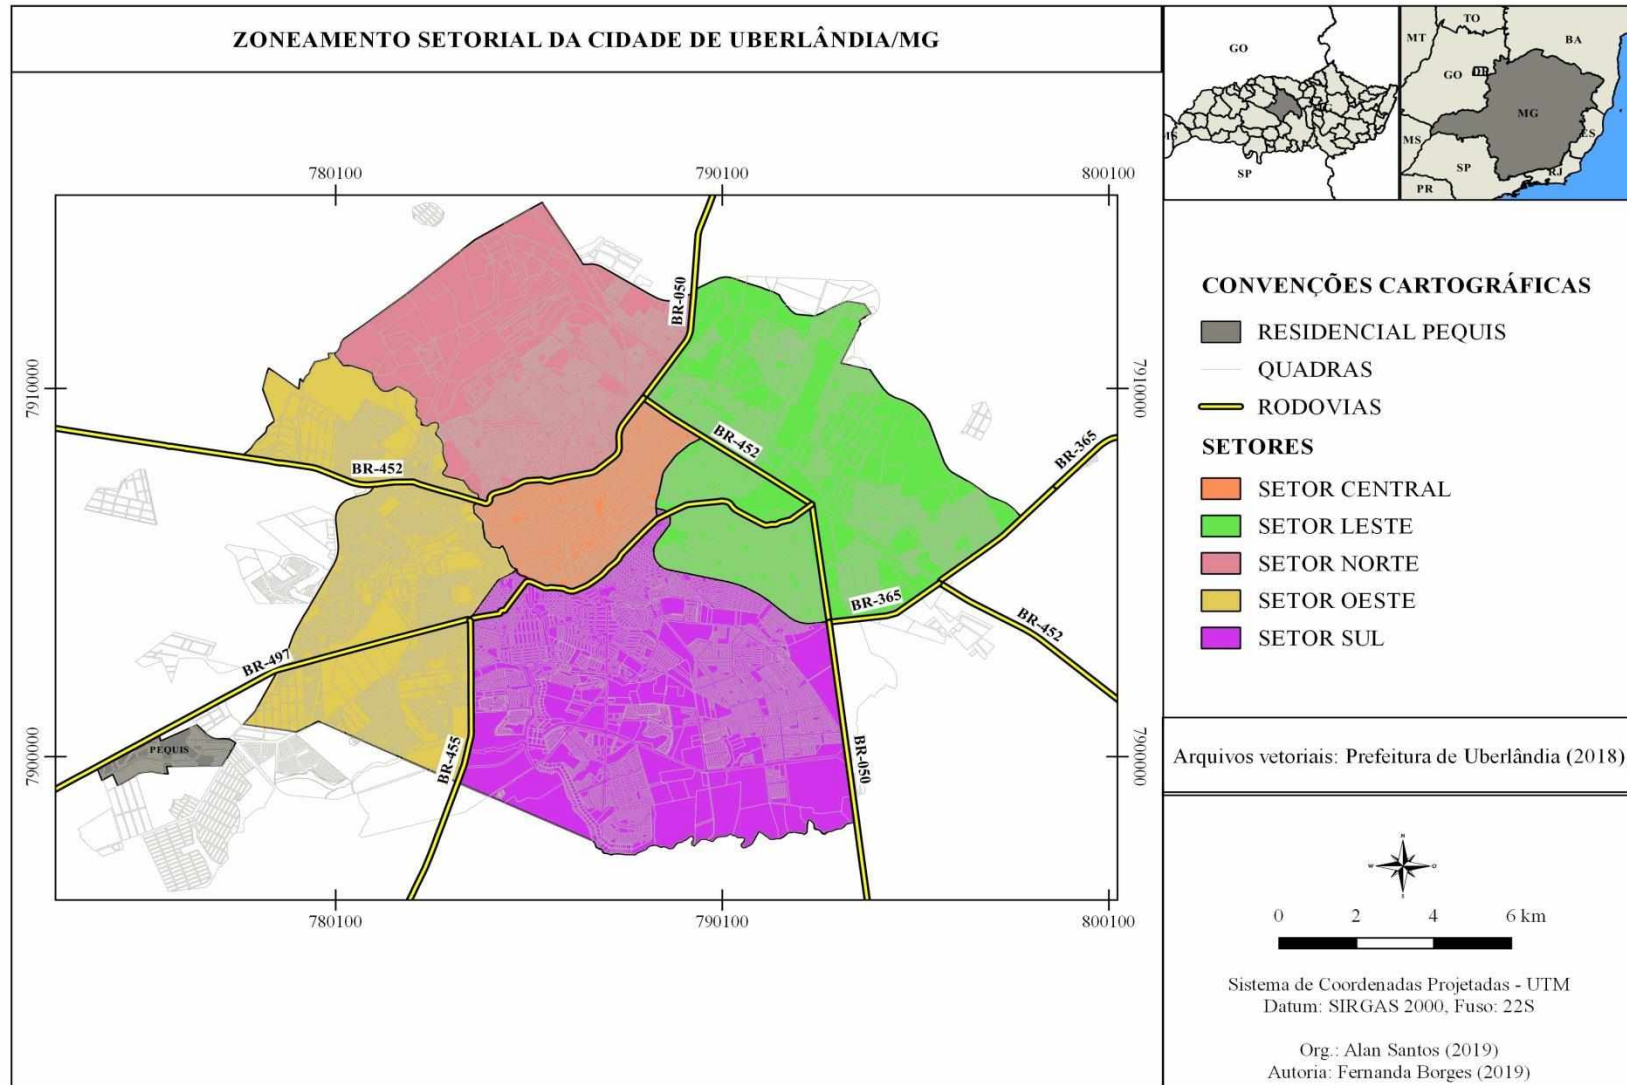 ZONEAMENTO SETORIAL DA CIDADE DE UBERLÂNDIA/MG
780100
790100
800100
7910000
7910000
7900000
7900000
780100
790100
800100
BR-050
BR-452
BR-365
BR-452
BR-365
BR-452
BR-497
PEQUIS
BR-455
BR-050
GO
SP
TO
MT
BA
GO
DF
MG
MS
ES
SP
RJ
PR
CONVENÇÕES CARTOGRÁFICAS
RESIDENCIAL PEQUIS
QUADRAS
RODOVIAS
SETORES
SETOR CENTRAL
SETOR LESTE
SETOR NORTE
SETOR OESTE
SETOR SUL
Arquivos vetoriais: Prefeitura de Uberlândia (2018)
N
W
O
S
0 2 4 6 km
Sistema de Coordenadas Projetadas - UTM
Datum: SIRGAS 2000, Fuso: 22S
Org.: Alan Santos (2019)
Autoria: Fernanda Borges (2019)